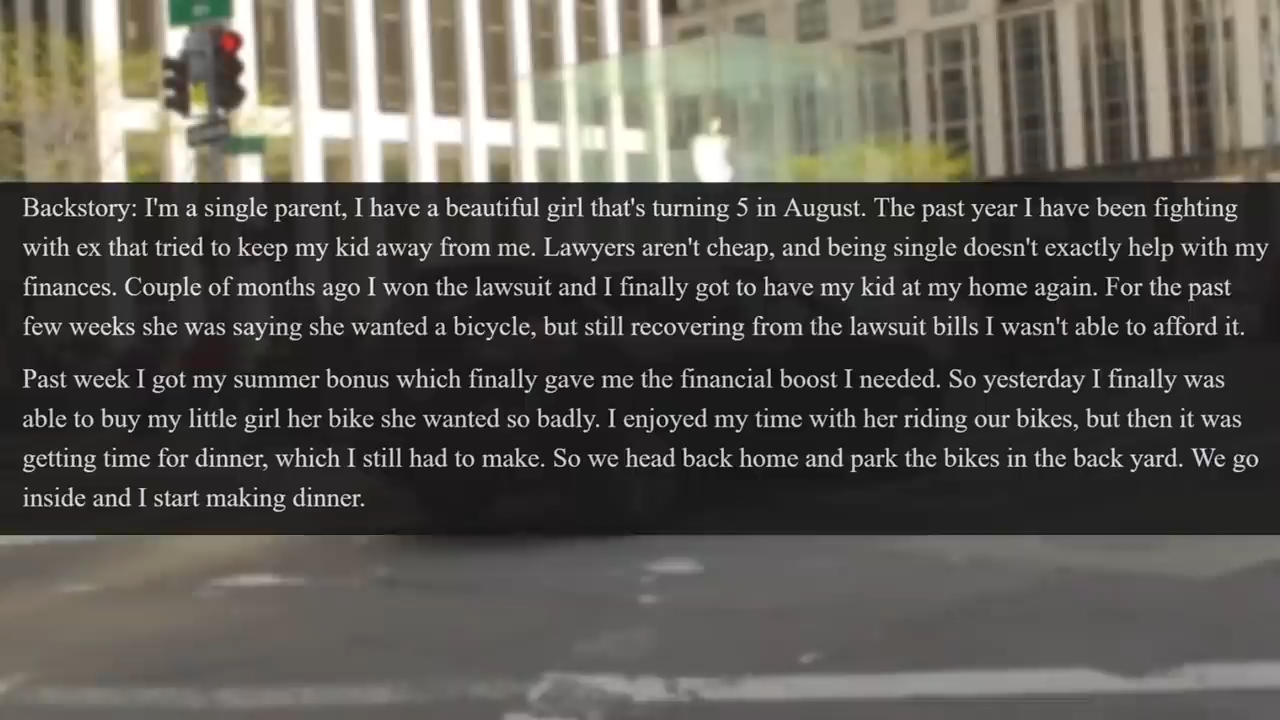 Backstory: I'm a single parent, I have a beautiful girl that's turning 5 in August. The past year I have been fighting
with ex that tried to keep my kid away from me. Lawyers aren't cheap, and being single doesn't exactly help with my
finances. Couple of months ago I won the lawsuit and I finally got to have my kid at my home again. For the past
few weeks she was saying she wanted a bicycle, but still recovering from the lawsuit bills I wasn't able to afford it.
Past week I got my summer bonus which finally gave me the financial boost I needed. So yesterday I finally was
able to buy my little girl her bike she wanted so badly. I enjoyed my time with her riding our bikes, but then it was
getting time for dinner, which I still had to make. So we head back home and park the bikes in the back yard. We go
inside and I start making dinner.